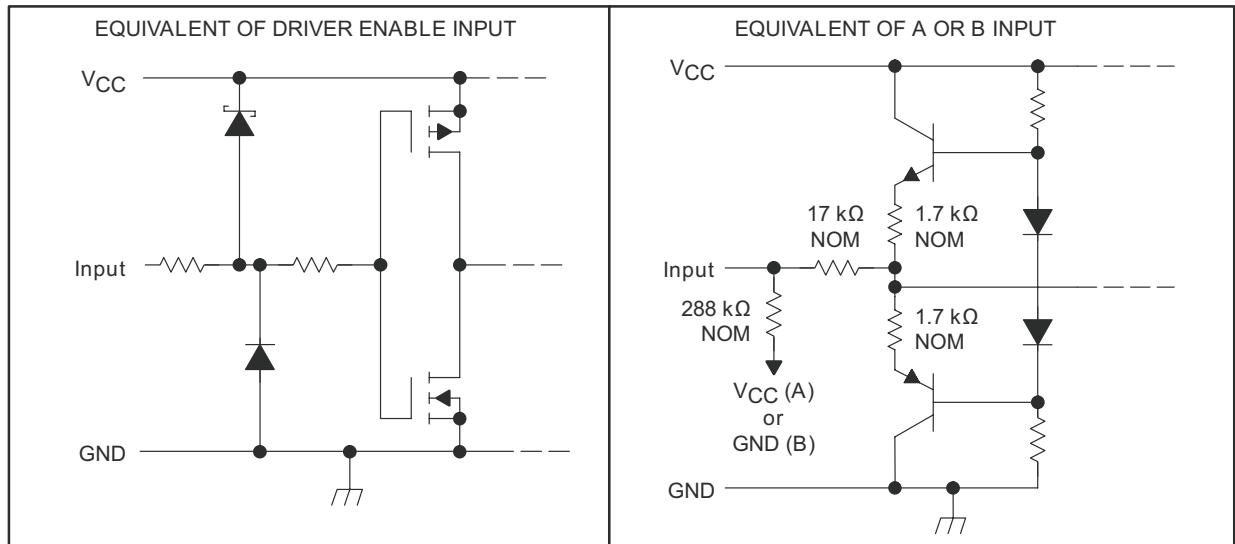 EQUIVALENT OF DRIVER ENABLE INPUT
VCC
Input
GND
EQUIVALENT OF A OR B INPUT
VCC
17 kΩ
NOM
1.7 kΩ
NOM
Input
288 kΩ
NOM
1.7 kΩ
NOM
VCC (A)
or
GND (B)
GND